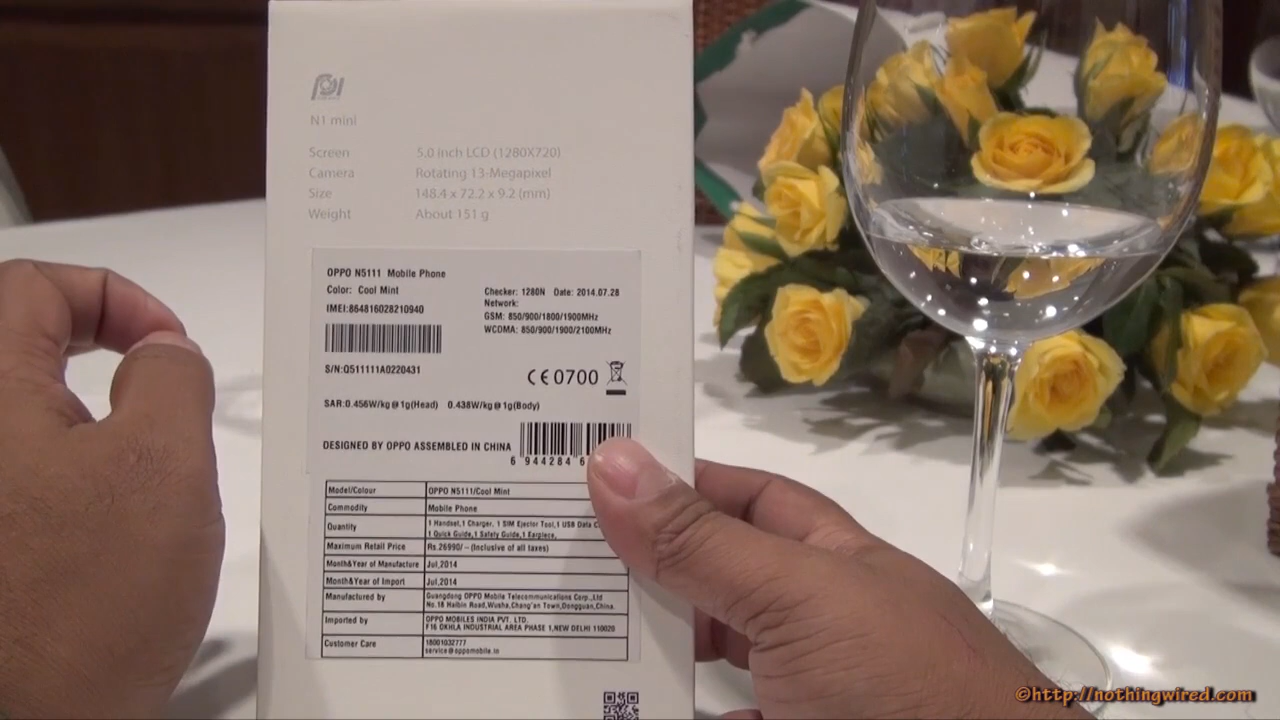 N1 mini
Screen 5.0 inch LCD (1280X720)
Camera Rotating 13-Megapixel
Size 148.4 x 72.2 x 9.2 (mm)
Weight About 151 g
OPPO N5111 Mobile Phone
Color: Cool Mint
IMEI:864816028210940
Checker: 1280N Date: 2014.07.28
Network:
GSM: 850/900/1800/1900MHz
WCDMA: 850/900/1900/2100MHz
S/N:Q511111A0220431
CE0700
SAR:0.456W/kg@1g(Head) 0.438W/kg@1g(Body)
DESIGNED BY OPPO ASSEMBLED IN CHINA
6 944284 6
Model/Colour OPPO N5111/Cool Mint
Commodity Mobile Phone
Quantity 1 Handset,1 Charger, 1 SIM Ejector Tool,1 USB Data
1 Quick Guide,1 Safety Guide,1 Earpiece,
Maximum Retail Price Rs.26990/-(Inclusive of all taxes)
Month&Year of Manufacture Jul,2014
Month&Year of Import Jul,2014
Manufactured by Guangdong OPPO Mobile Telecommunications Corp.,Ltd
No.18 Haibin Road,Wusha,Chang'an Town,Dongguan,China.
Imported by OPPO MOBILES INDIA PVT. LTD.
F16 OKHLA INDUSTRIAL AREA PHASE 1,NEW DELHI 110020
Customer Care 18001032777
service@oppomobile.in
©http://nothingwired.com